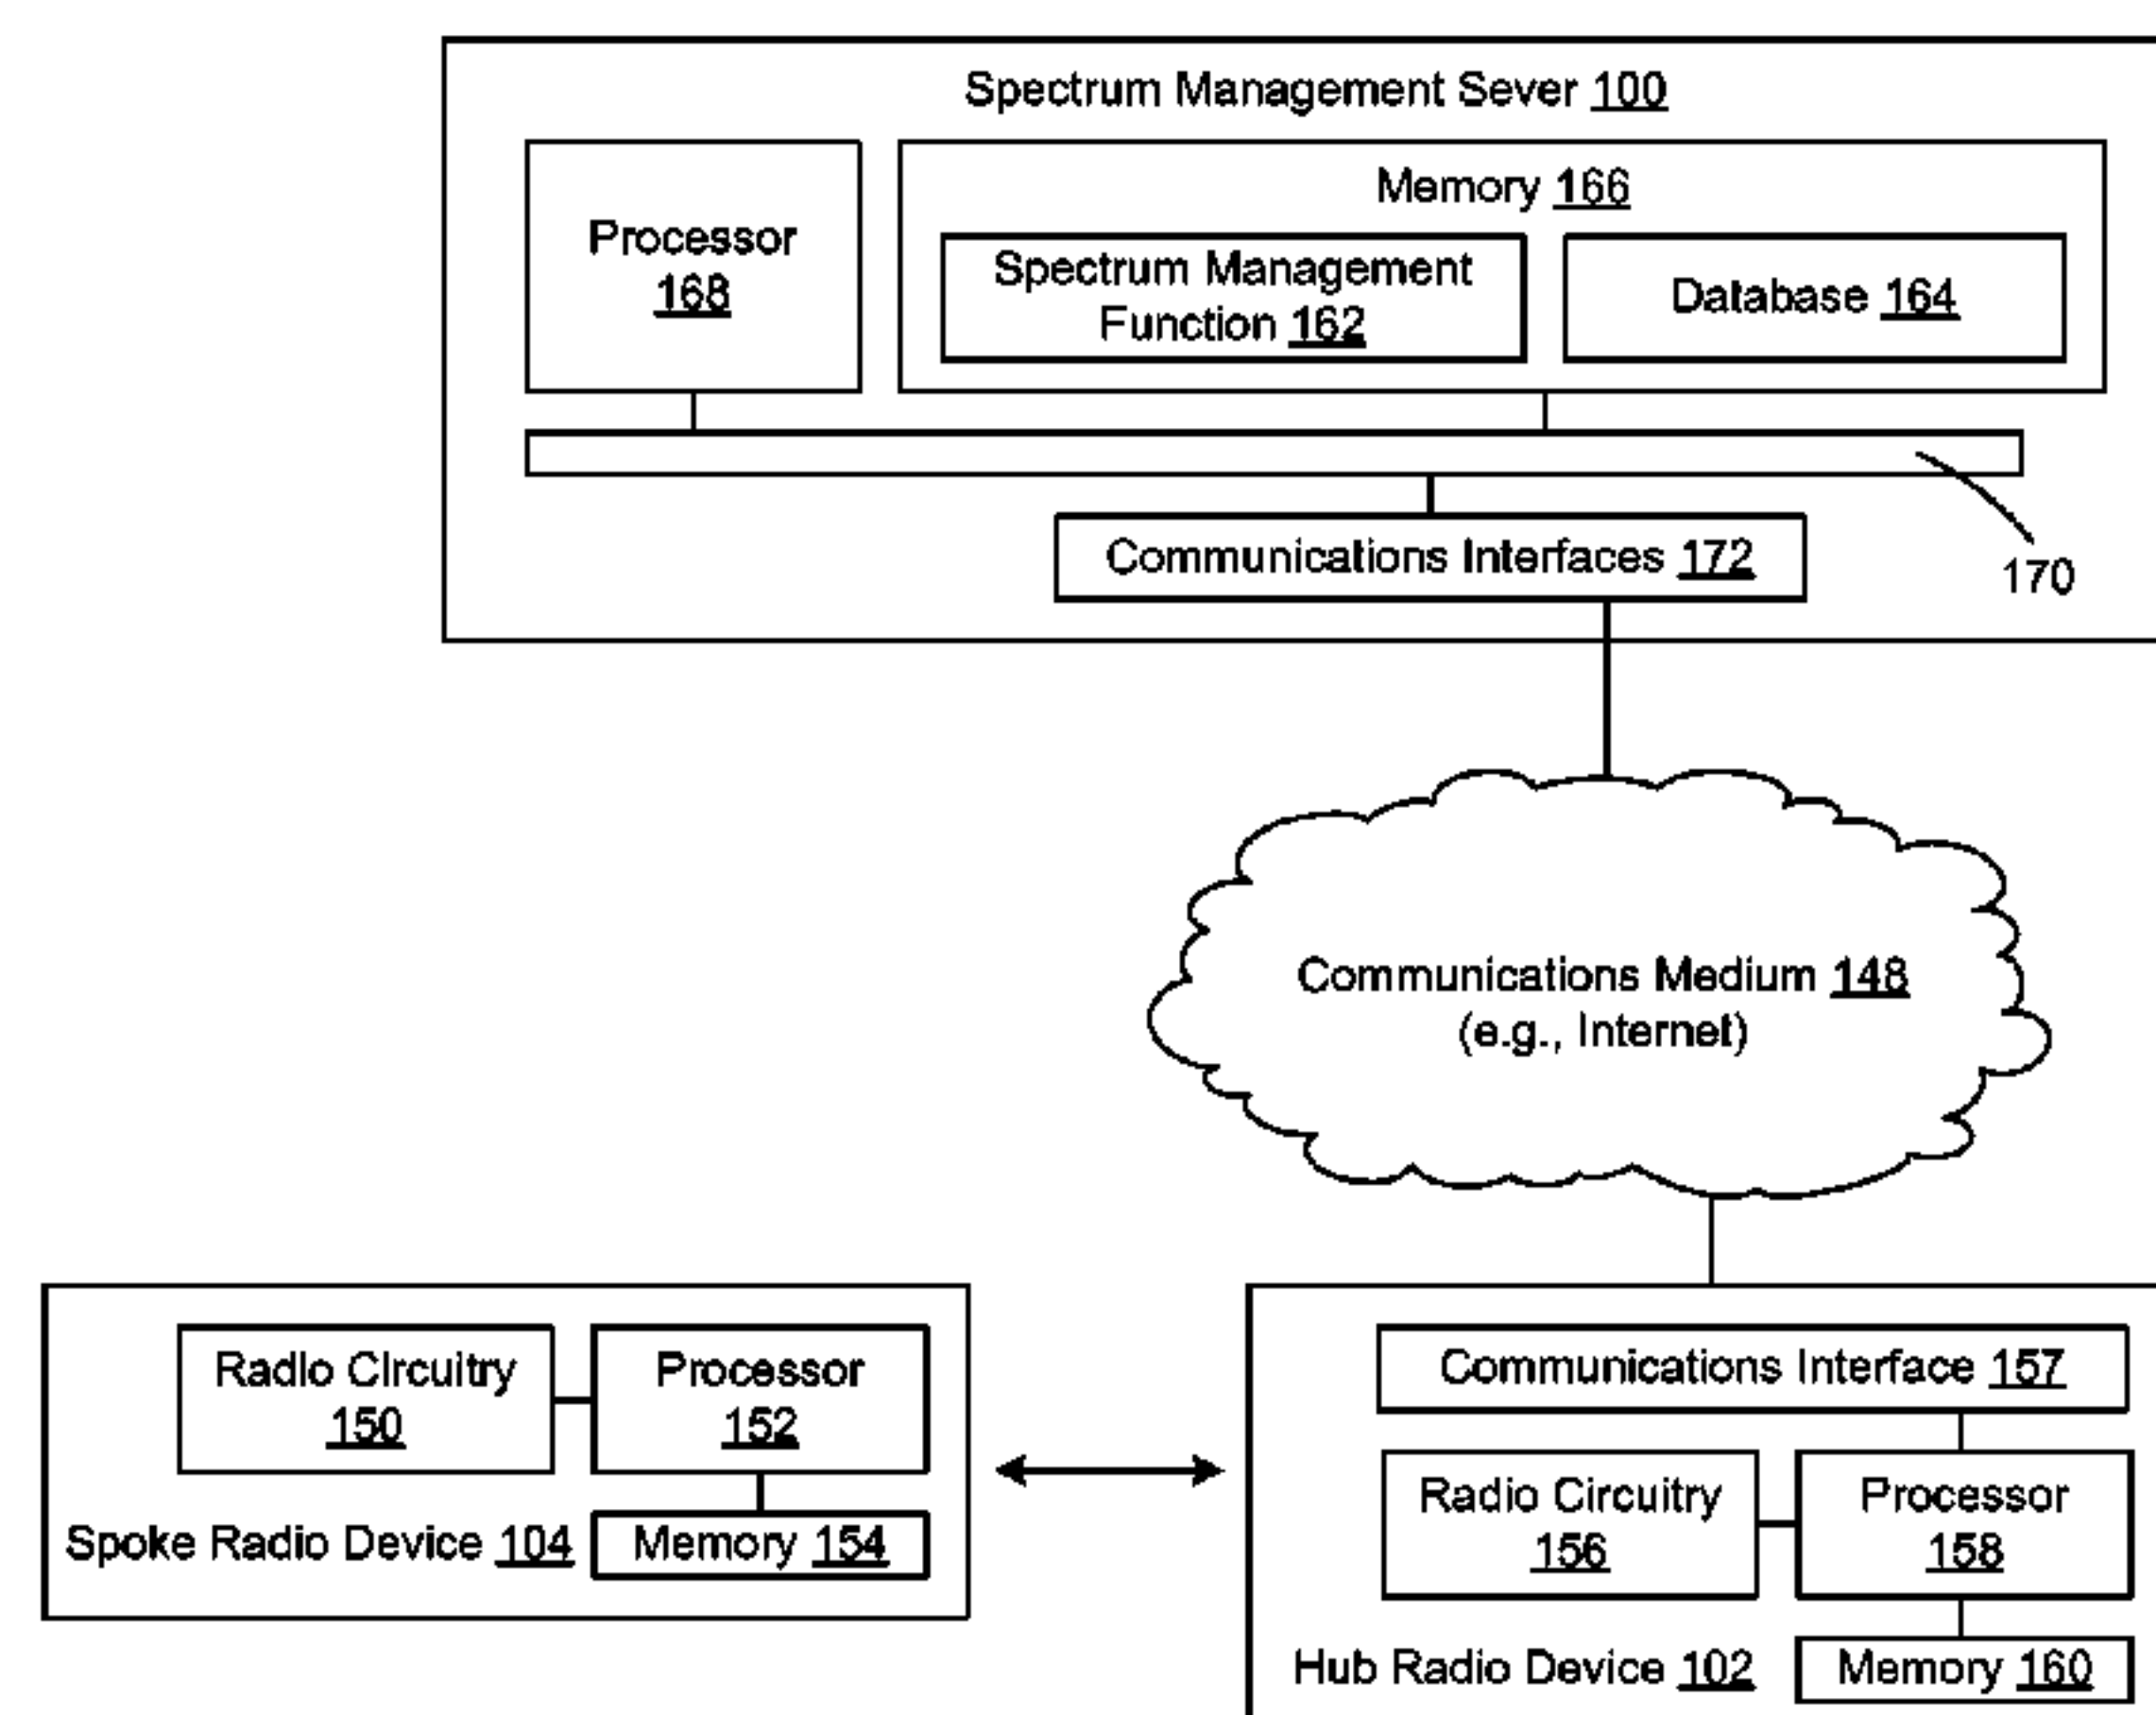 Spectrum Management Sever 100
Memory 166
Processor
168
Spectrum Management
Function 162
Database 164
Communications Interfaces 172
170
Communications Medium 148
(e.g., Internet)
Radio Circuitry
150
Processor
152
Spoke Radio Device 104
Memory 154
Communications Interface 157
Radio Circuitry
156
Processor
158
Hub Radio Device 102
Memory 160